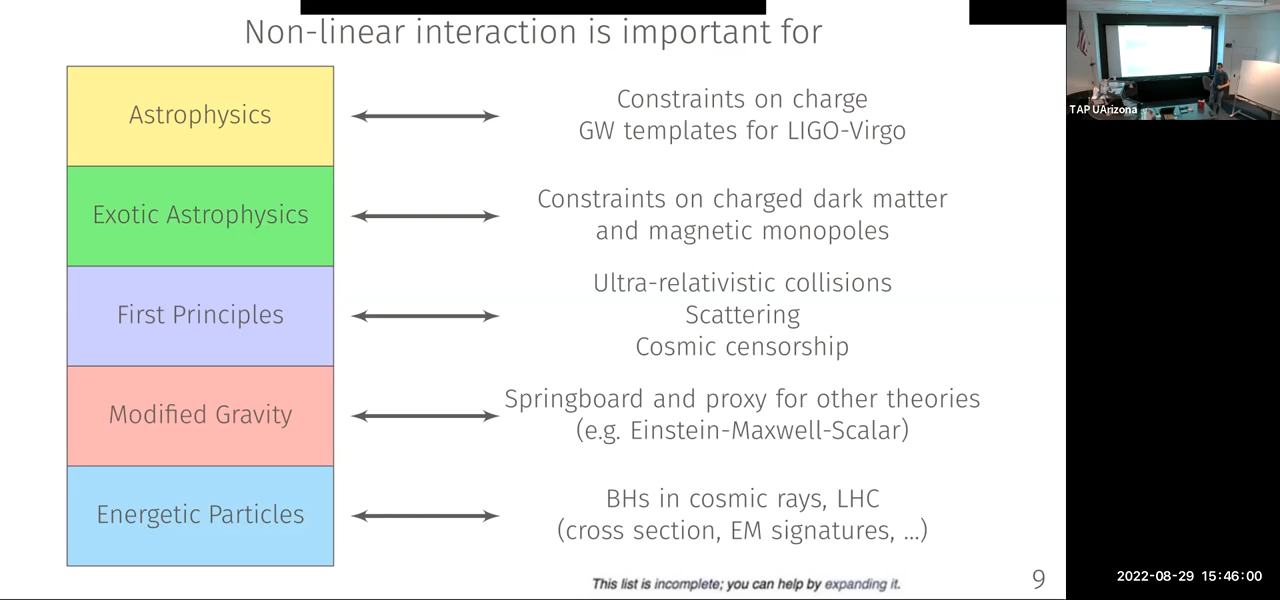 Non-linear interaction is important for
Astrophysics
Constraints on charge
GW templates for LIGO-Virgo
Exotic Astrophysics
Constraints on charged dark matter
and magnetic monopoles
First Principles
Ultra-relativistic collisions
Scattering
Cosmic censorship
Modified Gravity
Springboard and proxy for other theories
(e.g. Einstein-Maxwell-Scalar)
Energetic Particles
BHs in cosmic rays, LHC
(cross section, EM signatures, ...)
This list is incomplete; you can help by expanding it.
9
TAP UArizona
2022-08-29 15:46:00